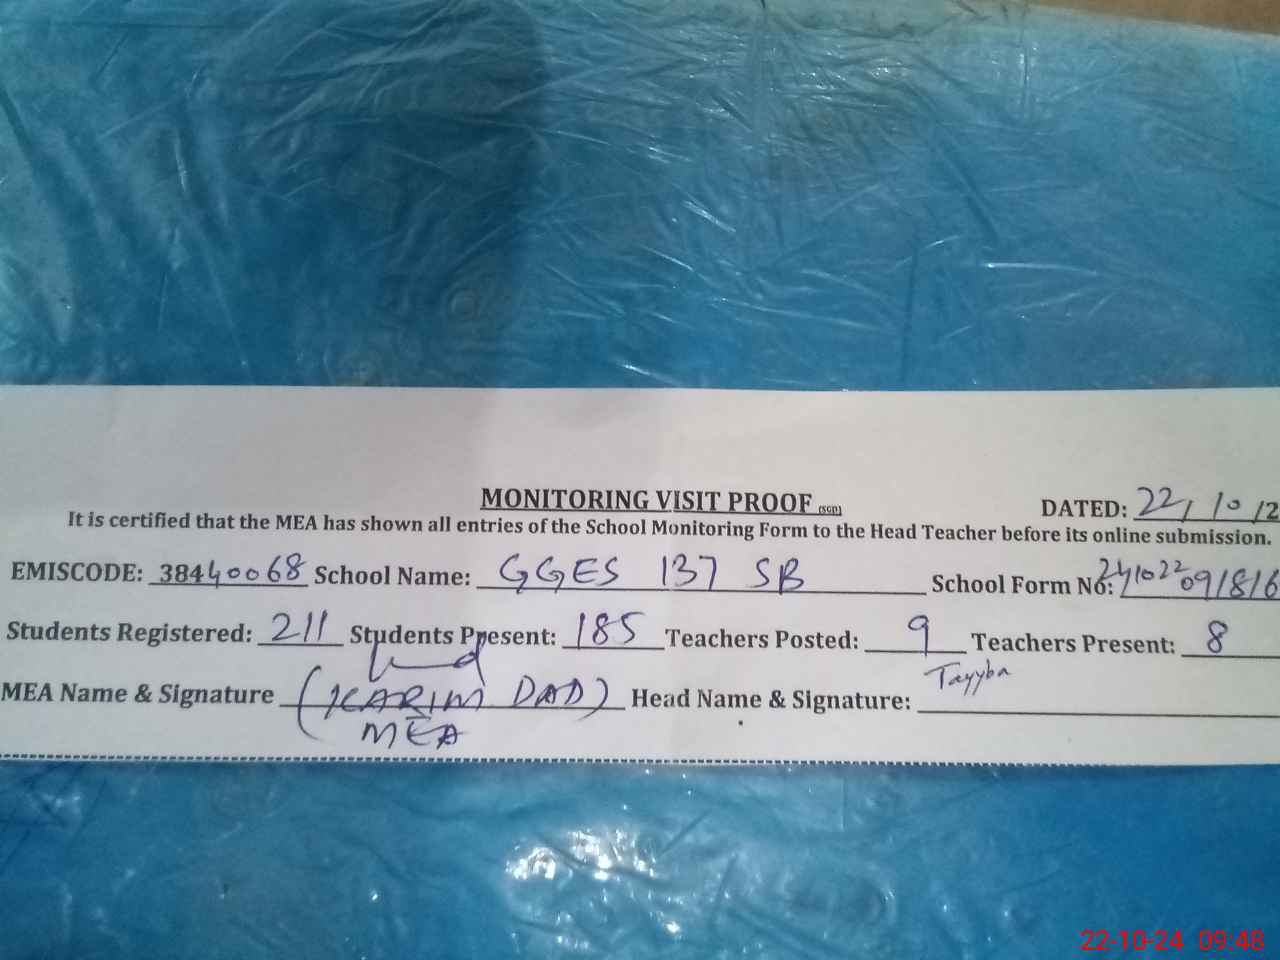 MONITORING VISIT PROOF (SGD)
DATED: 22/10/2
It is certified that the MEA has shown all entries of the School Monitoring Form to the Head Teacher before its online submission.
EMISCODE: 38440068 School Name: GGES 137 SB School Form No: 241022091816
Students Registered: 211 Students Present: 185 Teachers Posted: 9 Teachers Present: 8
MEA Name & Signature (KARIM DAD) Head Name & Signature: Tayyba
MEA
22-10-24 09:48